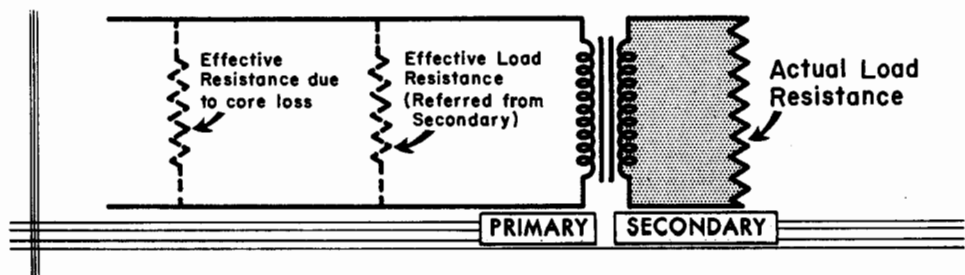 Effective
Resistance due
to core loss
Effective Load
Resistance
(Referred from
Secondary)
Actual Load
Resistance
PRIMARY
SECONDARY